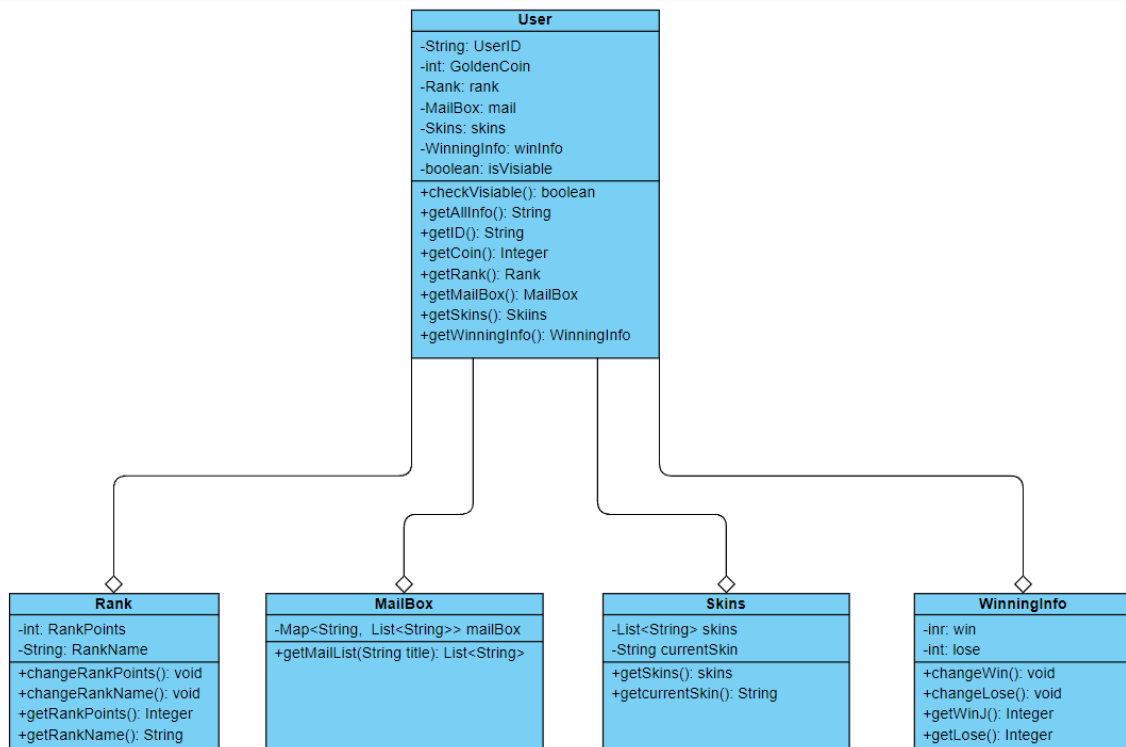 User
-String: UserID
-int: GoldenCoin
-Rank: rank
-MailBox: mail
-Skins: skins
-WinningInfo: winInfo
-boolean: isVisiable
+checkVisiable(): boolean
+getAllInfo(): String
+getID(): String
+getCoin(): Integer
+getRank(): Rank
+getMailBox(): MailBox
+getSkins(): Skiins
+getWinningInfo(): WinningInfo
Rank
-int: RankPoints
-String: RankName
+changeRankPoints(): void
+changeRankName(): void
+getRankPoints(): Integer
+getRankName(): String
MailBox
-Map<String, List<String>> mailBox
+getMailList(String title): List<String>
Skins
-List<String> skins
-String currentSkin
+getSkins(): skins
+getcurrentSkin(): String
WinningInfo
-inr: win
-int: lose
+changeWin(): void
+changeLose(): void
+getWinJ(): Integer
+getLose(): Integer